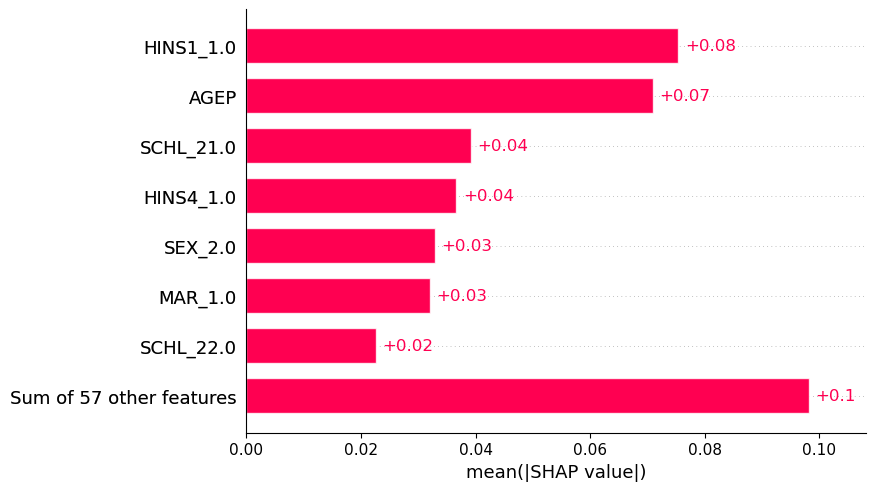 HINS1_1.0 +0.08
AGEP +0.07
SCHL_21.0 +0.04
HINS4_1.0 +0.04
SEX_2.0 +0.03
MAR_1.0 +0.03
SCHL_22.0 +0.02
Sum of 57 other features +0.1
0.00 0.02 0.04 0.06 0.08 0.10
mean(|SHAP value|)